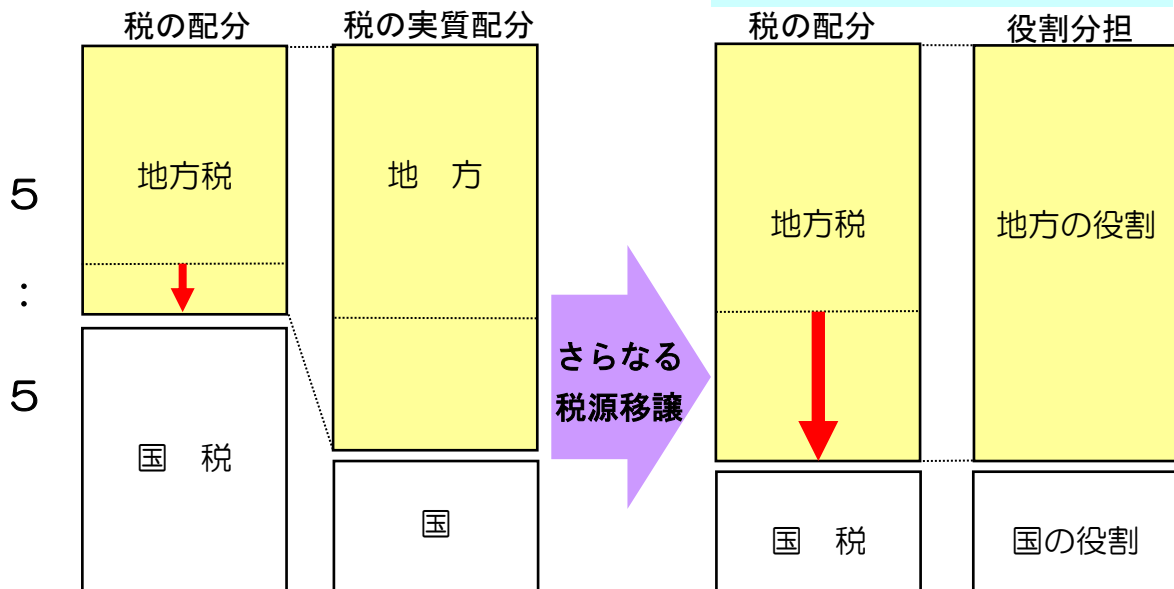 税の配分
税の実質配分
税の配分
役割分担
５
：
５
地方税
地　方
国　税
国
さらなる
税源移譲
地方税
地方の役割
国　税
国の役割